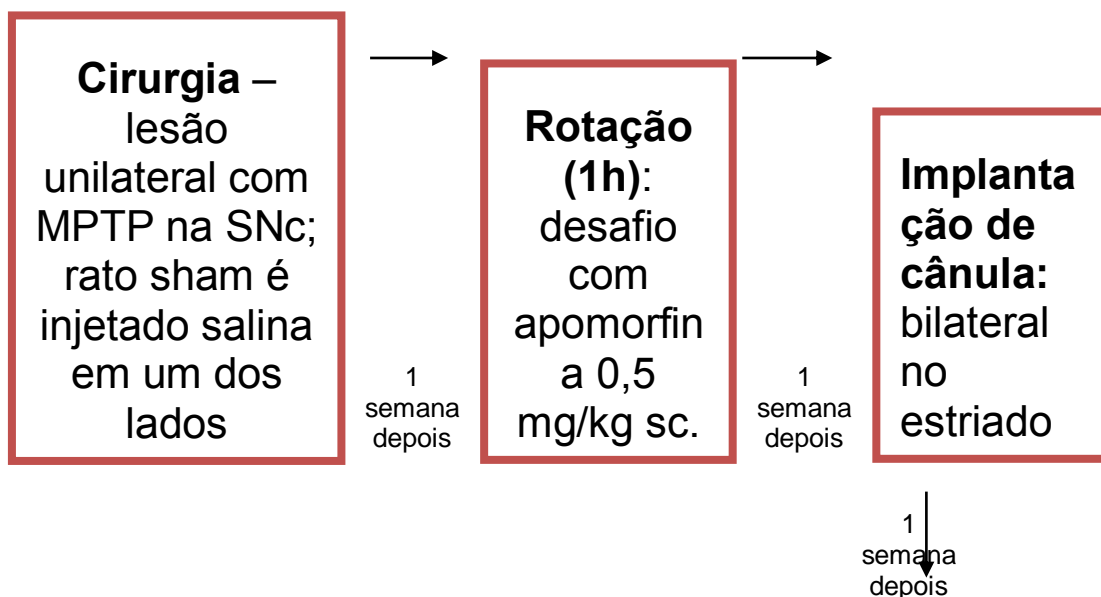 Cirurgia –
lesão
unilateral com
MPTP na SNc;
rato sham é
injetado salina
em um dos
lados
1
semana
depois
Rotação
(1h):
desafio
com
apomorfin
a 0,5
mg/kg sc.
1
semana
depois
Implanta
ção de
cânula:
bilateral
no
estriado
1
semana
depois